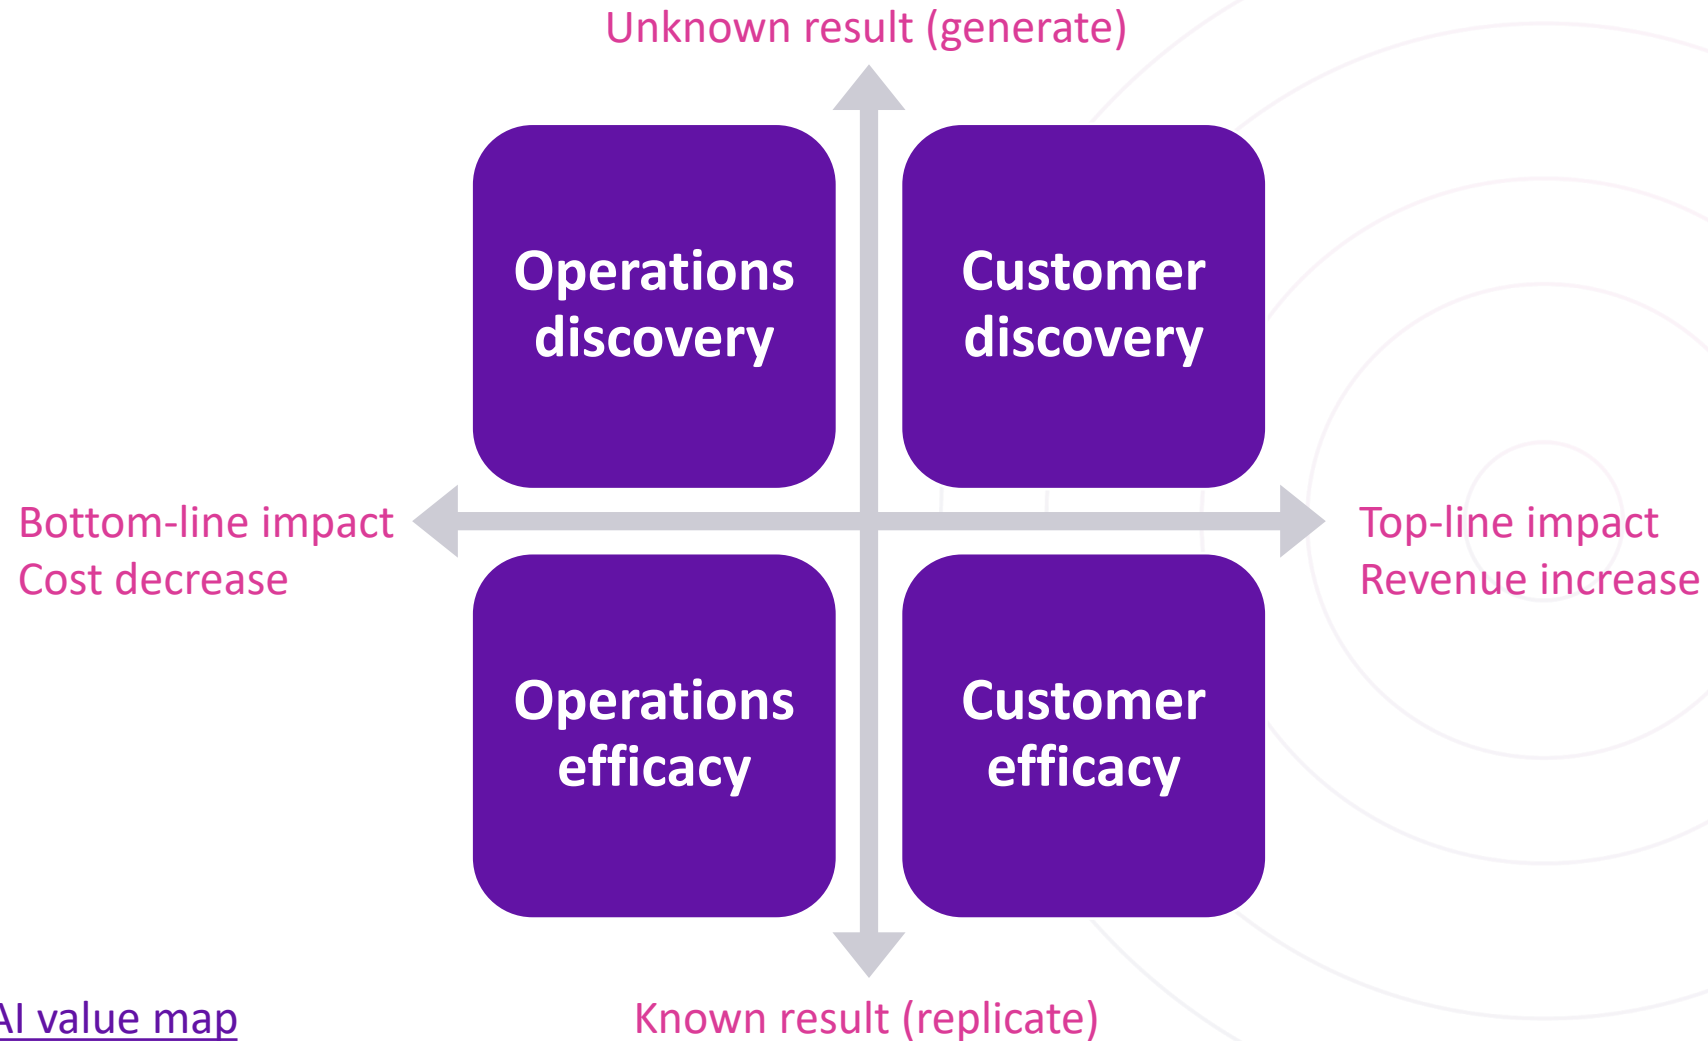 Unknown result (generate)
Operations
discovery
Customer
discovery
Bottom-line impact
Cost decrease
Top-line impact
Revenue increase
Operations
efficacy
Customer
efficacy
AI value map
Known result (replicate)